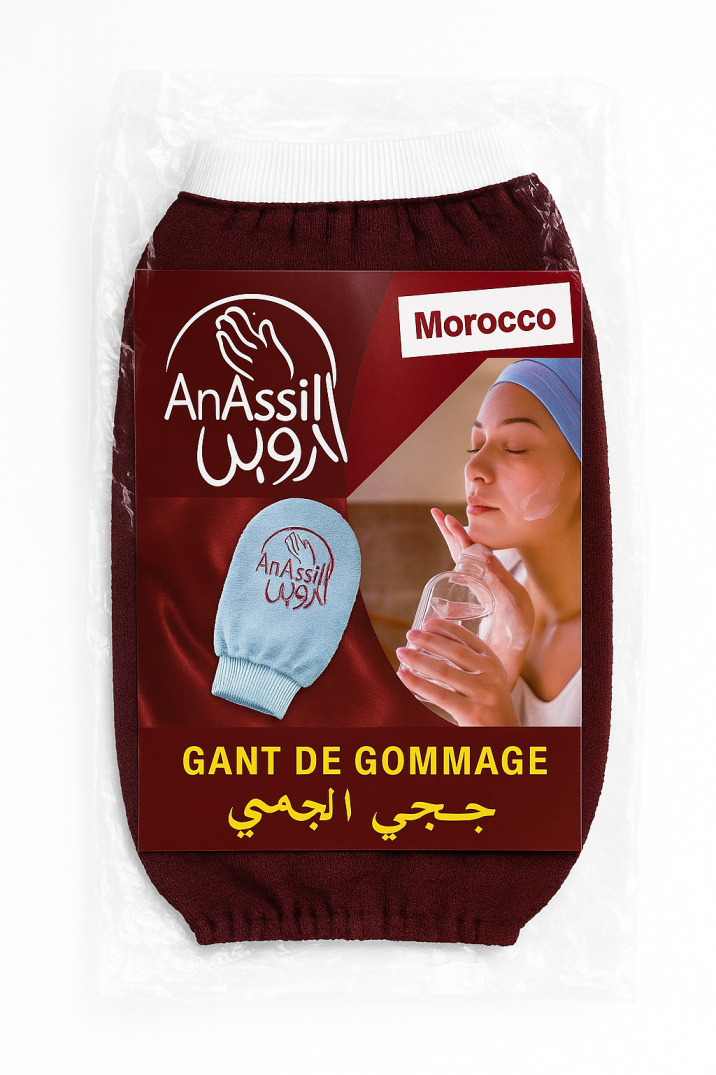 Morocco
AnAssil
GANT DE GOMMAGE
ججي الجمي
AnAssil